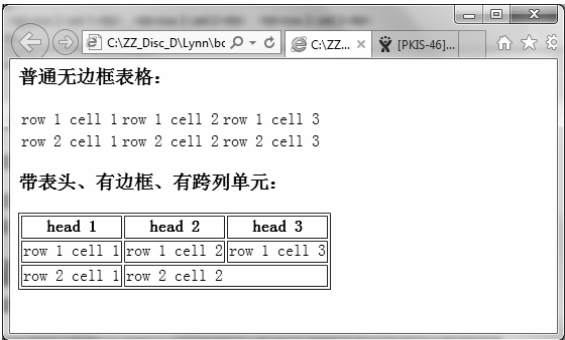 C:\ZZ_Disc_D\Lynn\bc
C:\ZZ...
[PKIS-46]...
普通无边框表格：
row 1 cell 1 row 1 cell 2 row 1 cell 3
row 2 cell 1 row 2 cell 2 row 2 cell 3
带表头、有边框、有跨列单元：
head 1 head 2 head 3
row 1 cell 1 row 1 cell 2 row 1 cell 3
row 2 cell 1 row 2 cell 2